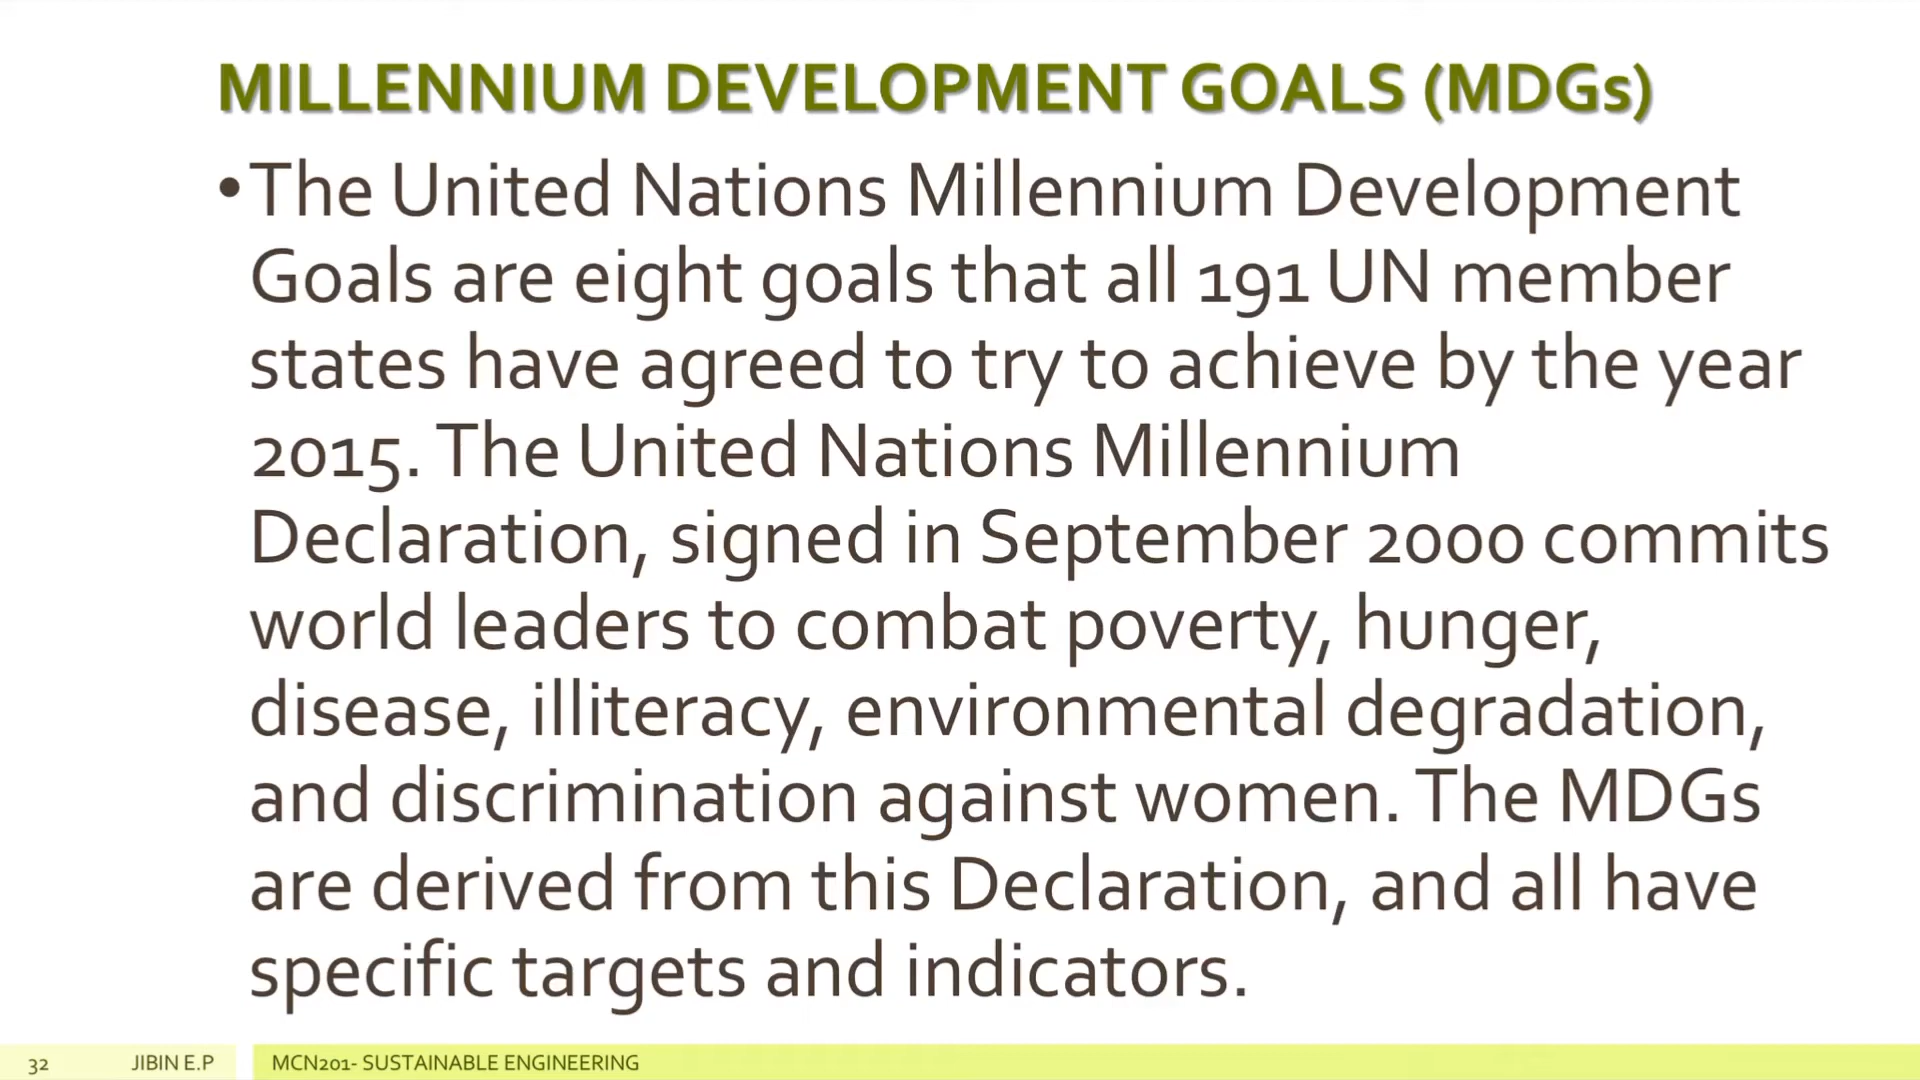 MILLENNIUM DEVELOPMENT GOALS (MDGs)
•The United Nations Millennium Development
Goals are eight goals that all 191 UN member
states have agreed to try to achieve by the year
2015. The United Nations Millennium
Declaration, signed in September 2000 commits
world leaders to combat poverty, hunger,
disease, illiteracy, environmental degradation,
and discrimination against women. The MDGs
are derived from this Declaration, and all have
specific targets and indicators.
32 JIBIN E.P MCN201- SUSTAINABLE ENGINEERING